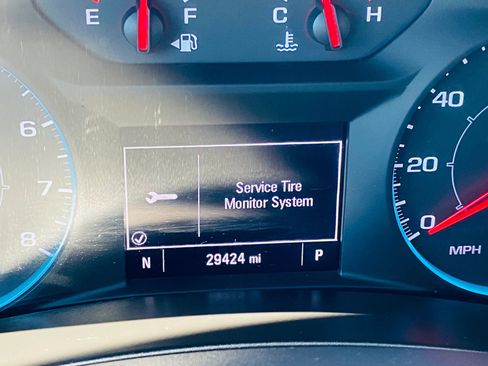 E F C H
Service Tire
Monitor System
N 29424 mi P
6
7
8
40
20
0
MPH